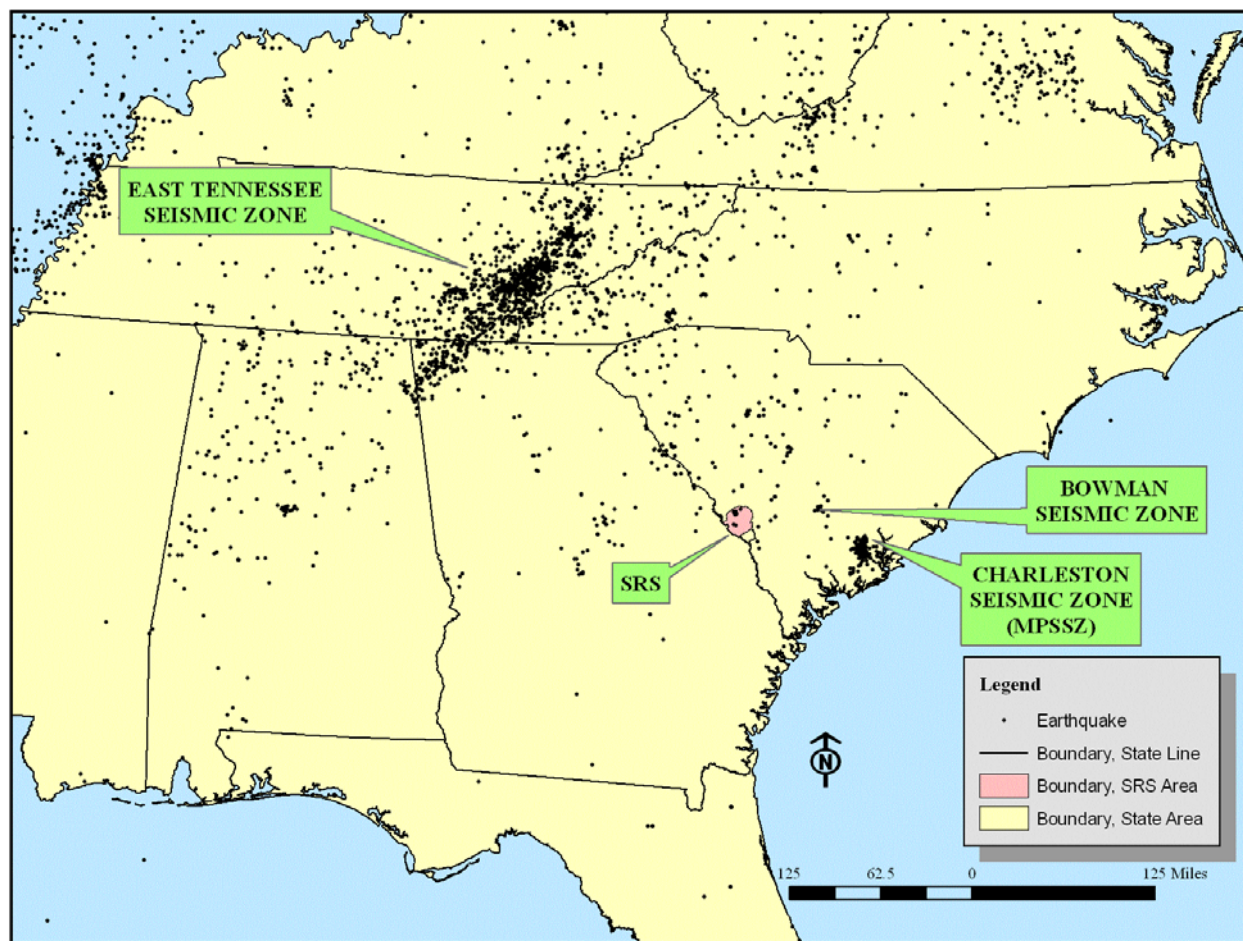 EAST TENNESSEE
SEISMIC ZONE
BOWMAN
SEISMIC ZONE
SRS
CHARLESTON
SEISMIC ZONE
(MPSSZ)
Legend
Earthquake
Boundary, State Line
Boundary, SRS Area
Boundary, State Area
N
125 62.5 0 125 Miles